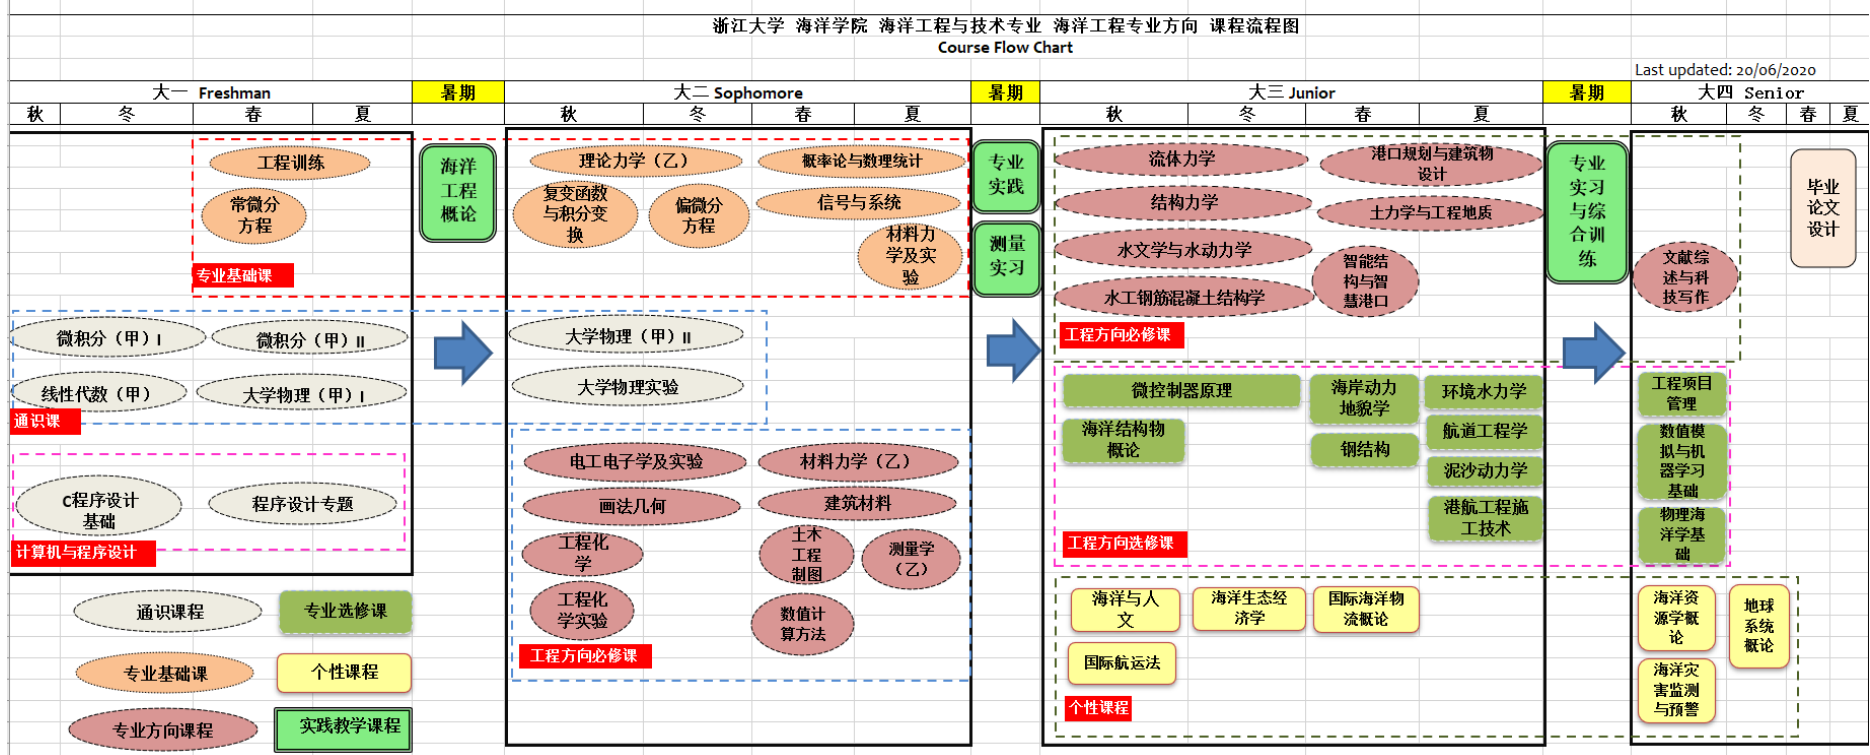 浙江大学 海洋学院 海洋工程与技术专业 海洋工程专业方向 课程流程图
Course Flow Chart
Last updated: 20/06/2020
大一 Freshman
暑期
大二 Sophomore
暑期
大三 Junior
暑期
大四 Senior
秋 冬 春 夏
秋 冬 春 夏
秋 冬 春 夏
秋 冬 春 夏
工程训练
常微分
方程
专业基础课
微积分（甲）I
微积分（甲）II
线性代数（甲）
大学物理（甲）I
通识课
C程序设计
基础
程序设计专题
计算机与程序设计
通识课程
专业选修课
专业基础课
个性课程
专业方向课程
实践教学课程
海洋
工程
概论
理论力学（乙）
概率论与数理统计
复变函数
与积分变
换
偏微分
方程
信号与系统
材料力
学及实
验
大学物理（甲）II
大学物理实验
电工电子学及实验
材料力学（乙）
画法几何
建筑材料
工程化
学
土木
工程
制图
测量学
（乙）
工程化
学实验
数值计
算方法
工程方向必修课
专业
实践
测量
实习
流体力学
港口规划与建筑物
设计
结构力学
土力学与工程地质
水文学与水动力学
智能结
构与智
慧港口
水工钢筋混凝土结构学
工程方向必修课
微控制器原理
海岸动力
地貌学
环境水力学
海洋结构物
概论
钢结构
航道工程学
泥沙动力学
港航工程施
工技术
工程方向选修课
海洋与人
文
海洋生态经
济学
国际海洋物
流概论
国际航运法
个性课程
专业
实习
与综
合训
练
文献综
述与科
技写作
毕业
论文
设计
工程项目
管理
数值模
拟与机
器学习
基础
物理海
洋学基
础
海洋资
源学概
论
地球
系统
概论
海洋灾
害监测
与预警